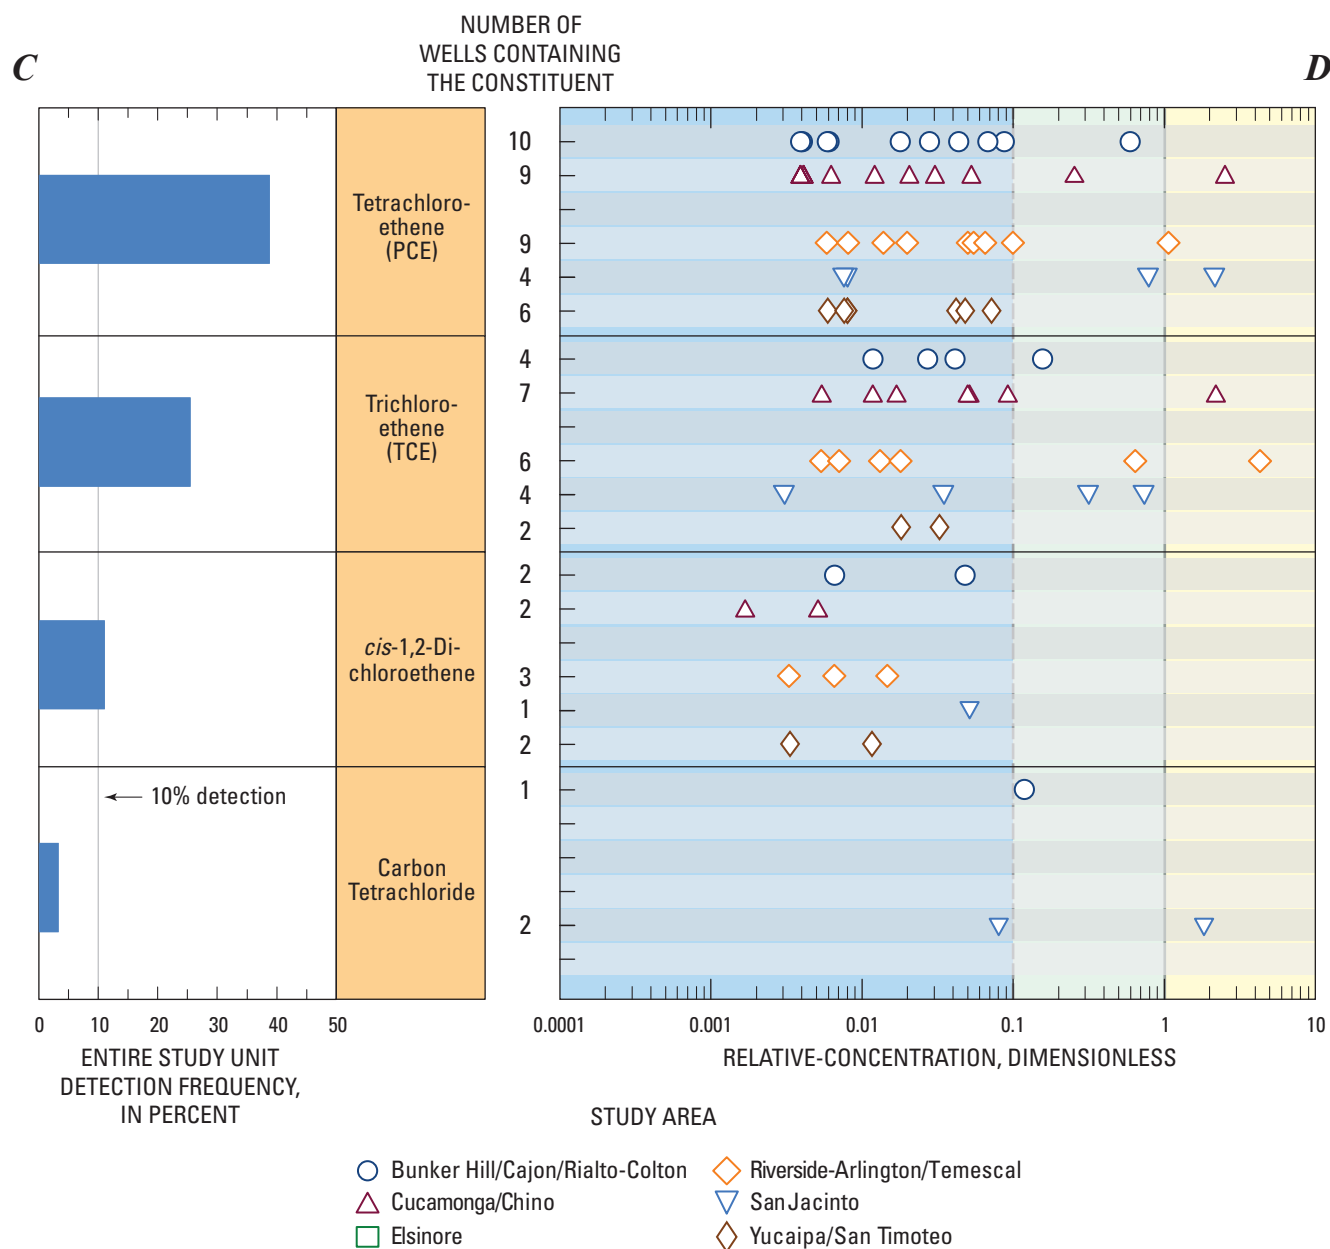 C
NUMBER OF
WELLS CONTAINING
THE CONSTITUENT
D
Tetrachloro-
ethene
(PCE)
10
9
9
4
6
Trichloro-
ethene
(TCE)
4
7
6
4
2
cis-1,2-Di-
chloroethene
2
2
3
1
2
10% detection
Carbon
Tetrachloride
1
2
0 10 20 30 40 50
ENTIRE STUDY UNIT
DETECTION FREQUENCY,
IN PERCENT
0.0001 0.001 0.01 0.1 1 10
RELATIVE-CONCENTRATION, DIMENSIONLESS
STUDY AREA
Bunker Hill/Cajon/Rialto-Colton
Cucamonga/Chino
Elsinore
Riverside-Arlington/Temescal
San Jacinto
Yucaipa/San Timoteo